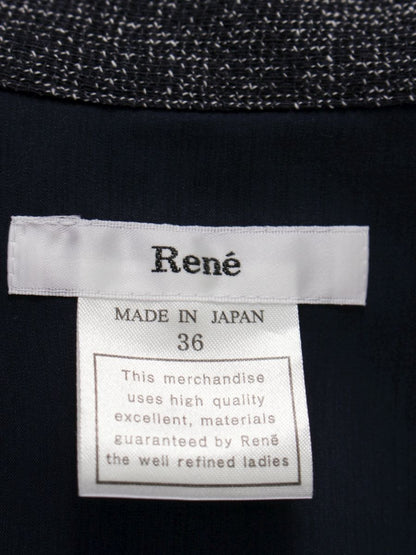 René
MADE IN JAPAN
36
This merchandise
uses high quality
excellent, materials
guaranteed by René
the well refined ladies